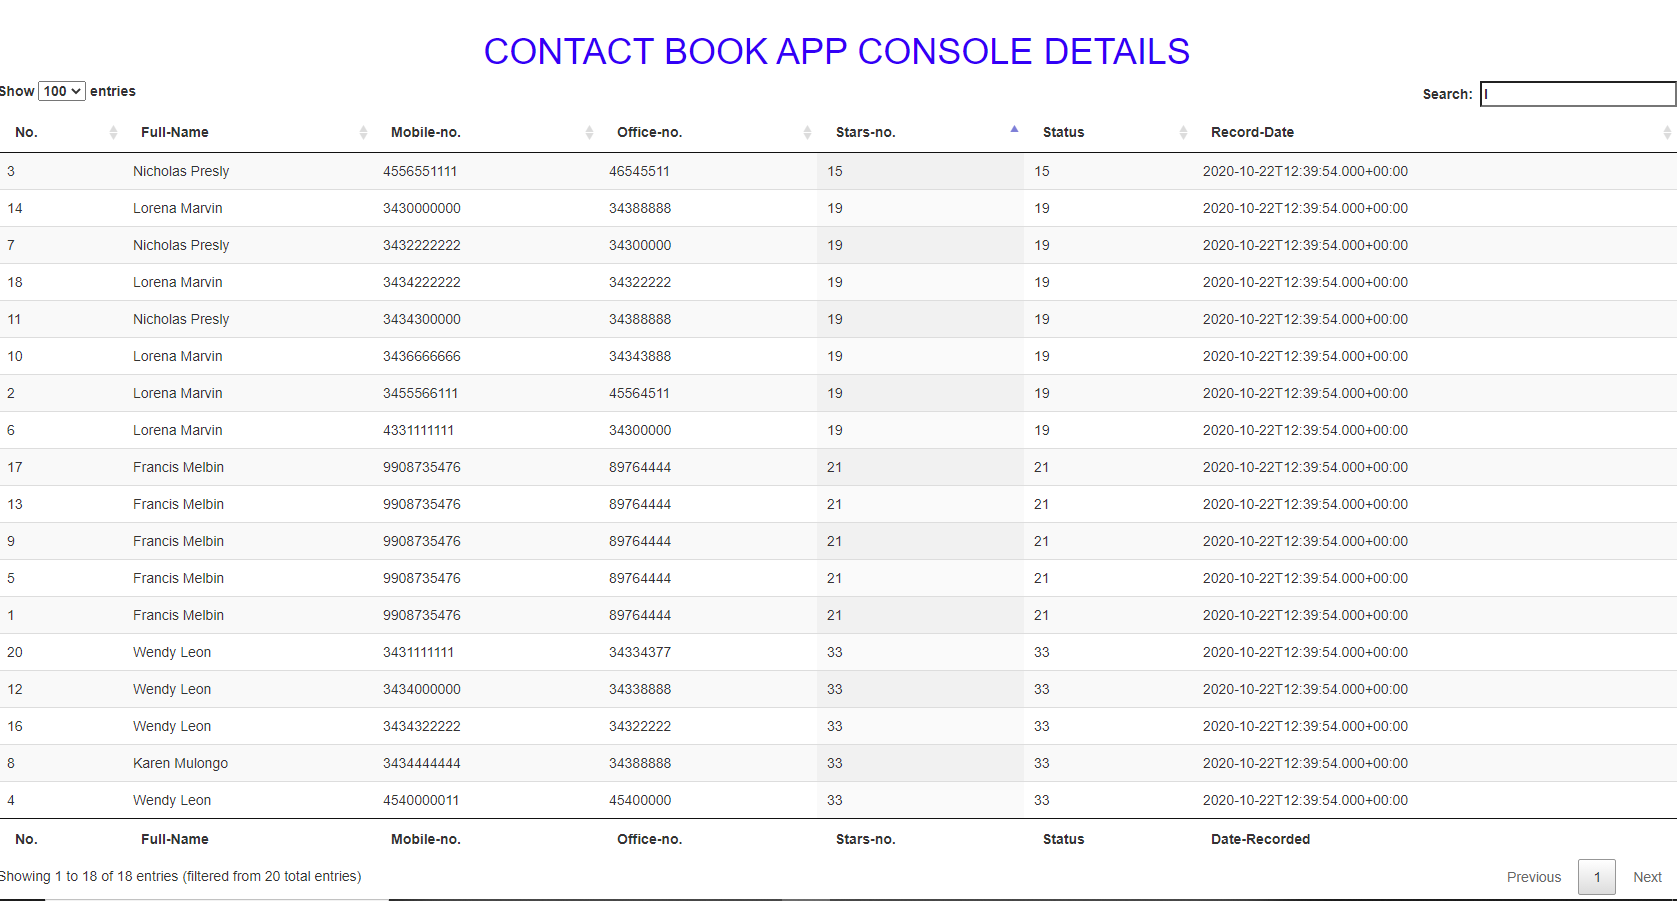 CONTACT BOOK APP CONSOLE DETAILS
Show 100 entries Search: l
No. Full-Name Mobile-no. Office-no. Stars-no. Status Record-Date
3 Nicholas Presly 4556551111 46545511 15 15 2020-10-22T12:39:54.000+00:00
14 Lorena Marvin 3430000000 34388888 19 19 2020-10-22T12:39:54.000+00:00
7 Nicholas Presly 3432222222 34300000 19 19 2020-10-22T12:39:54.000+00:00
18 Lorena Marvin 3434222222 34322222 19 19 2020-10-22T12:39:54.000+00:00
11 Nicholas Presly 3434300000 34388888 19 19 2020-10-22T12:39:54.000+00:00
10 Lorena Marvin 3436666666 34343888 19 19 2020-10-22T12:39:54.000+00:00
2 Lorena Marvin 3455566111 45564511 19 19 2020-10-22T12:39:54.000+00:00
6 Lorena Marvin 4331111111 34300000 19 19 2020-10-22T12:39:54.000+00:00
17 Francis Melbin 9908735476 89764444 21 21 2020-10-22T12:39:54.000+00:00
13 Francis Melbin 9908735476 89764444 21 21 2020-10-22T12:39:54.000+00:00
9 Francis Melbin 9908735476 89764444 21 21 2020-10-22T12:39:54.000+00:00
5 Francis Melbin 9908735476 89764444 21 21 2020-10-22T12:39:54.000+00:00
1 Francis Melbin 9908735476 89764444 21 21 2020-10-22T12:39:54.000+00:00
20 Wendy Leon 3431111111 34334377 33 33 2020-10-22T12:39:54.000+00:00
12 Wendy Leon 3434000000 34338888 33 33 2020-10-22T12:39:54.000+00:00
16 Wendy Leon 3434322222 34322222 33 33 2020-10-22T12:39:54.000+00:00
8 Karen Mulongo 3434444444 34388888 33 33 2020-10-22T12:39:54.000+00:00
4 Wendy Leon 4540000011 45400000 33 33 2020-10-22T12:39:54.000+00:00
No. Full-Name Mobile-no. Office-no. Stars-no. Status Date-Recorded
Showing 1 to 18 of 18 entries (filtered from 20 total entries) Previous 1 Next